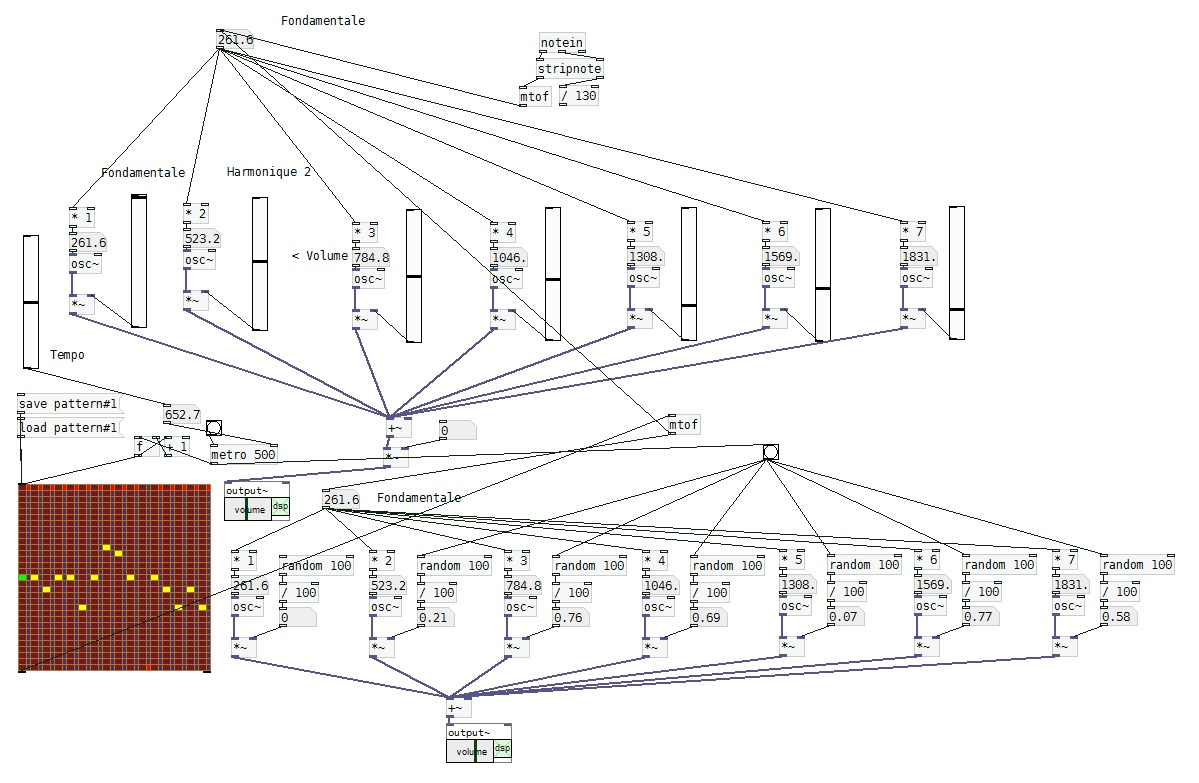 Fondamentale
261.6
notein
stripnote
mtof
/ 130
Fondamentale
Harmonique 2
* 1
* 2
* 3
* 4
* 5
* 6
* 7
261.6
523.2
< Volume
784.8
1046.
1308.
1569.
1831.
osc~
osc~
osc~
osc~
osc~
osc~
osc~
*~
*~
*~
*~
*~
*~
*~
Tempo
save pattern#1
652.7
load pattern#1
+~
0
mtof
f
+ 1
metro 500
*~
output~
volume
dsp
261.6
Fondamentale
* 1
random 100
* 2
random 100
* 3
random 100
* 4
random 100
* 5
random 100
* 6
random 100
* 7
random 100
261.6
/ 100
523.2
/ 100
784.8
/ 100
1046.
/ 100
1308.
/ 100
1569.
/ 100
1831.
/ 100
osc~
0
osc~
0.21
osc~
0.76
osc~
0.69
osc~
0.07
osc~
0.77
osc~
0.58
*~
*~
*~
*~
*~
*~
*~
+~
output~
volume
dsp